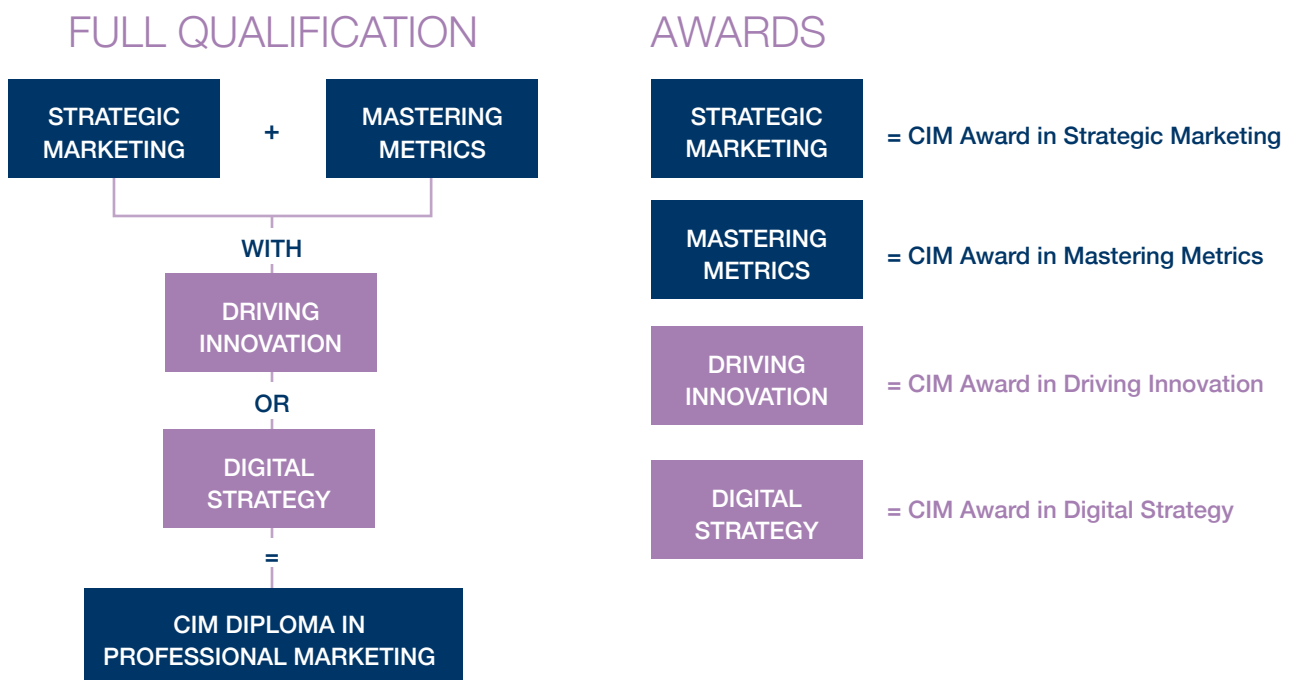 FULL QUALIFICATION
STRATEGIC
MARKETING
+
MASTERING
METRICS
WITH
DRIVING
INNOVATION
OR
DIGITAL
STRATEGY
=
CIM DIPLOMA IN
PROFESSIONAL MARKETING
AWARDS
STRATEGIC
MARKETING
= CIM Award in Strategic Marketing
MASTERING
METRICS
= CIM Award in Mastering Metrics
DRIVING
INNOVATION
= CIM Award in Driving Innovation
DIGITAL
STRATEGY
= CIM Award in Digital Strategy